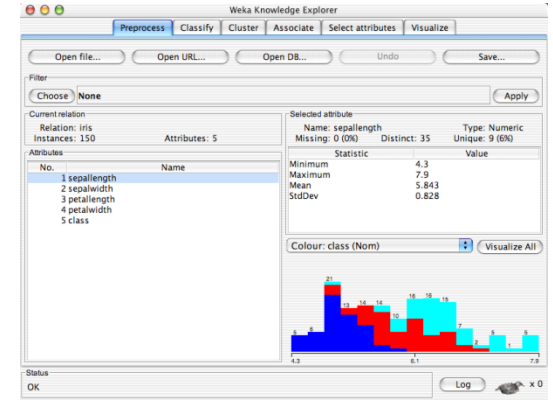 Weka Knowledge Explorer
Preprocess Classify Cluster Associate Select attributes Visualize
Open file... Open URL... Open DB... Undo Save...
Filter
Choose None Apply
Current relation
Relation: iris
Instances: 150 Attributes: 5
Selected attribute
Name: sepallength Type: Numeric
Missing: 0 (0%) Distinct: 35 Unique: 9 (6%)
Attributes
No. Name
1 sepallength
2 sepalwidth
3 petallength
4 petalwidth
5 class
Statistic Value
Minimum 4.3
Maximum 7.9
Mean 5.843
StdDev 0.828
Colour: class (Nom) Visualize All
21
16 16 15
13 14 14
10
7
5 6 2 5 1 5
4.3 6.1 7.9
Status
OK Log x 0